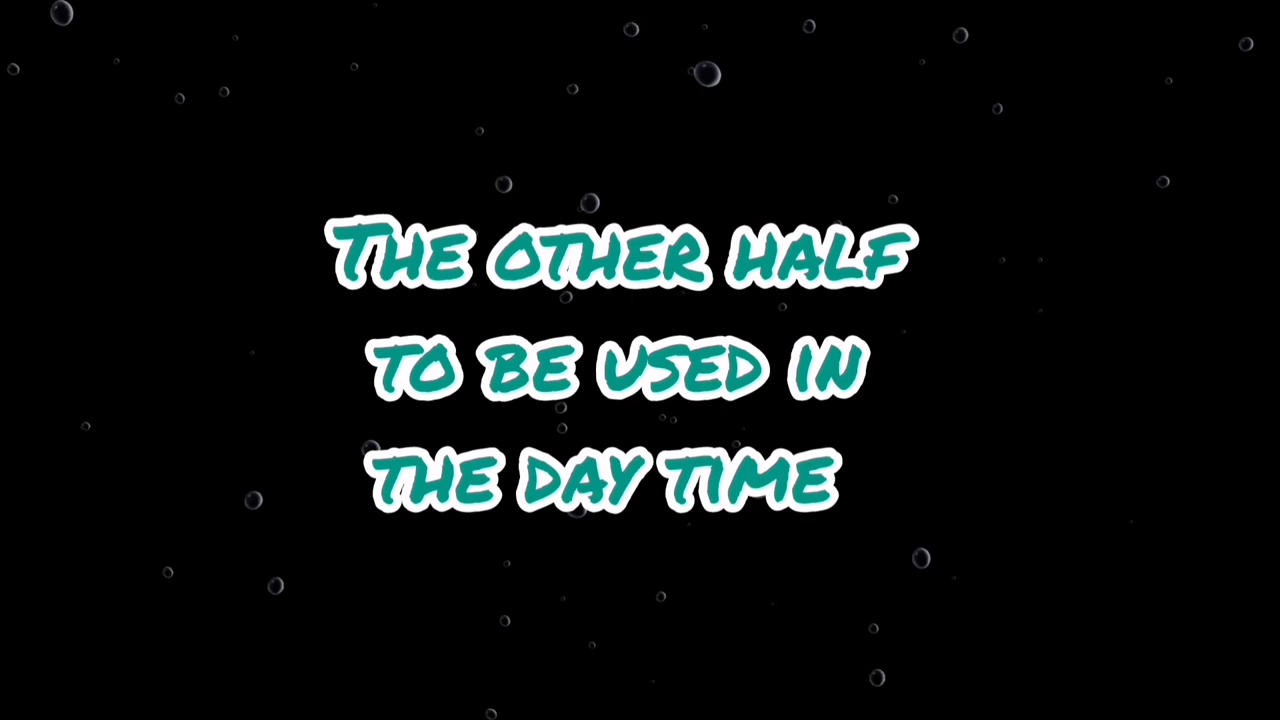 The other half
to be used in
the day time